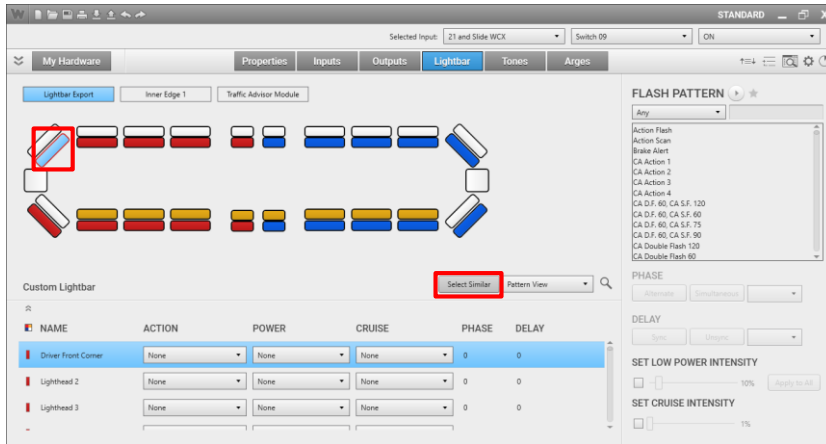 W STANDARD
Selected Input: 21 and Slide WCX Switch 09 ON
My Hardware Properties Inputs Outputs Lightbar Tones Arges
Lightbar Export Inner Edge 1 Traffic Advisor Module
FLASH PATTERN
Any
Action Flash
Action Scan
Brake Alert
CA Action 1
CA Action 2
CA Action 3
CA Action 4
CA D.F. 60, CA S.F. 120
CA D.F. 60, CA S.F. 60
CA D.F. 60, CA S.F. 75
CA D.F. 60, CA S.F. 90
CA Double Flash 120
CA Double Flash 60
PHASE
Alternate Simultaneous
DELAY
Sync Unsync
SET LOW POWER INTENSITY
10% Apply to All
SET CRUISE INTENSITY
1%
Custom Lightbar Select Similar Pattern View
NAME ACTION POWER CRUISE PHASE DELAY
Driver Front Corner None None None 0 0
Lighthead 2 None None None 0 0
Lighthead 3 None None None 0 0